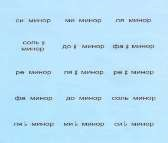 си минор ми минор ля минор
соль ♯ минор до ♯ минор фа ♯ минор
ре минор ля ♯ минор ре ♯ минор
фа минор до минор соль минор
ля ♭ минор ми ♭ минор си ♭ минор